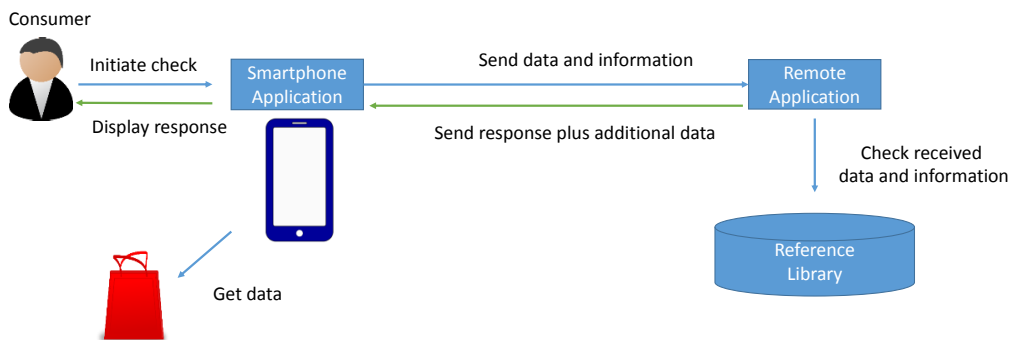 Consumer
Initiate check
Display response
Smartphone
Application
Send data and information
Send response plus additional data
Remote
Application
Check received
data and information
Reference
Library
Get data